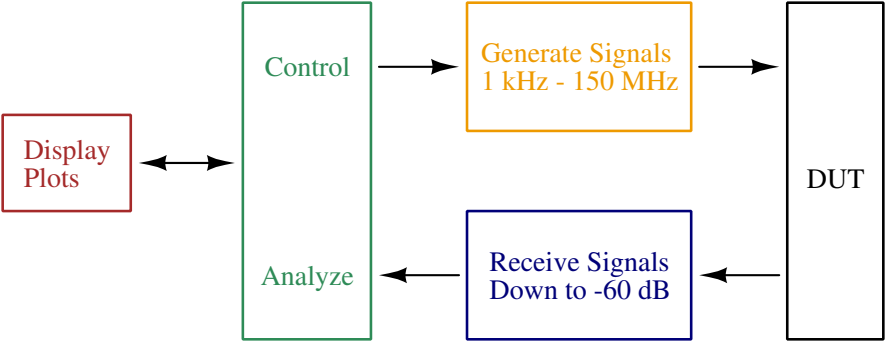 Control
Generate Signals
1 kHz - 150 MHz
Display
Plots
DUT
Analyze
Receive Signals
Down to -60 dB